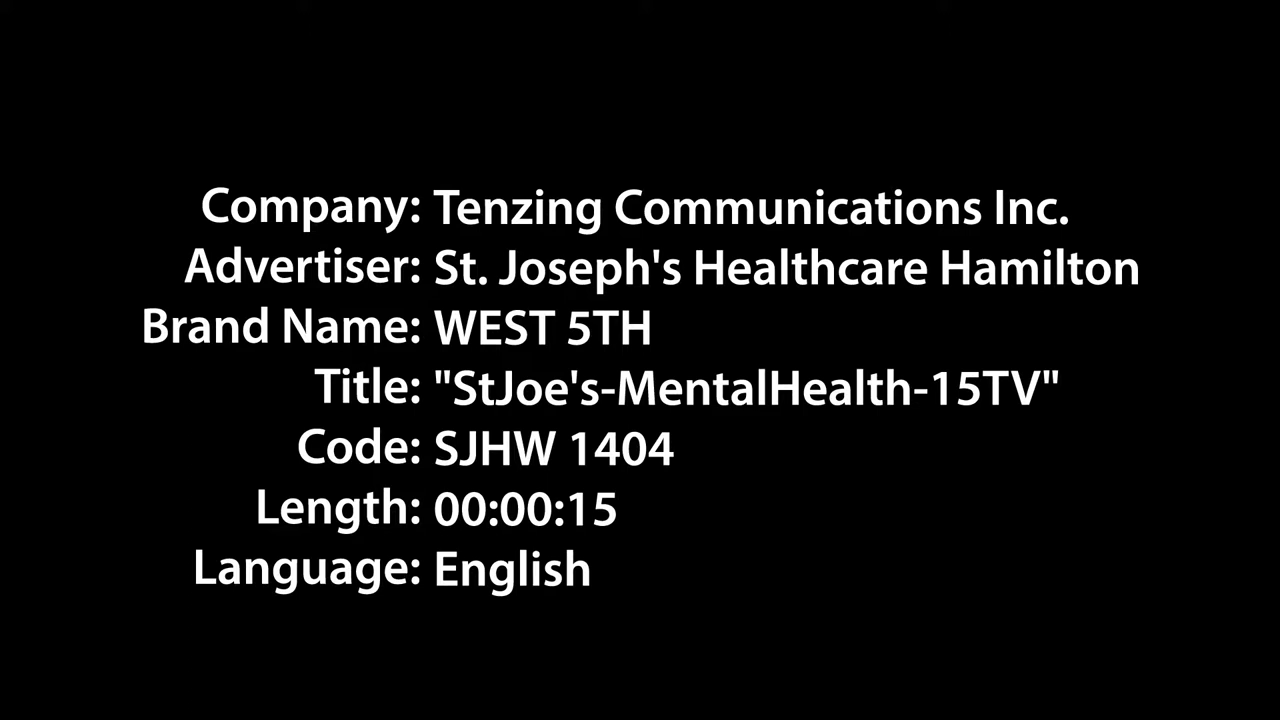 Company: Tenzing Communications Inc.
Advertiser: St. Joseph's Healthcare Hamilton
Brand Name: WEST 5TH
Title: "StJoe's-MentalHealth-15TV"
Code: SJHW 1404
Length: 00:00:15
Language: English